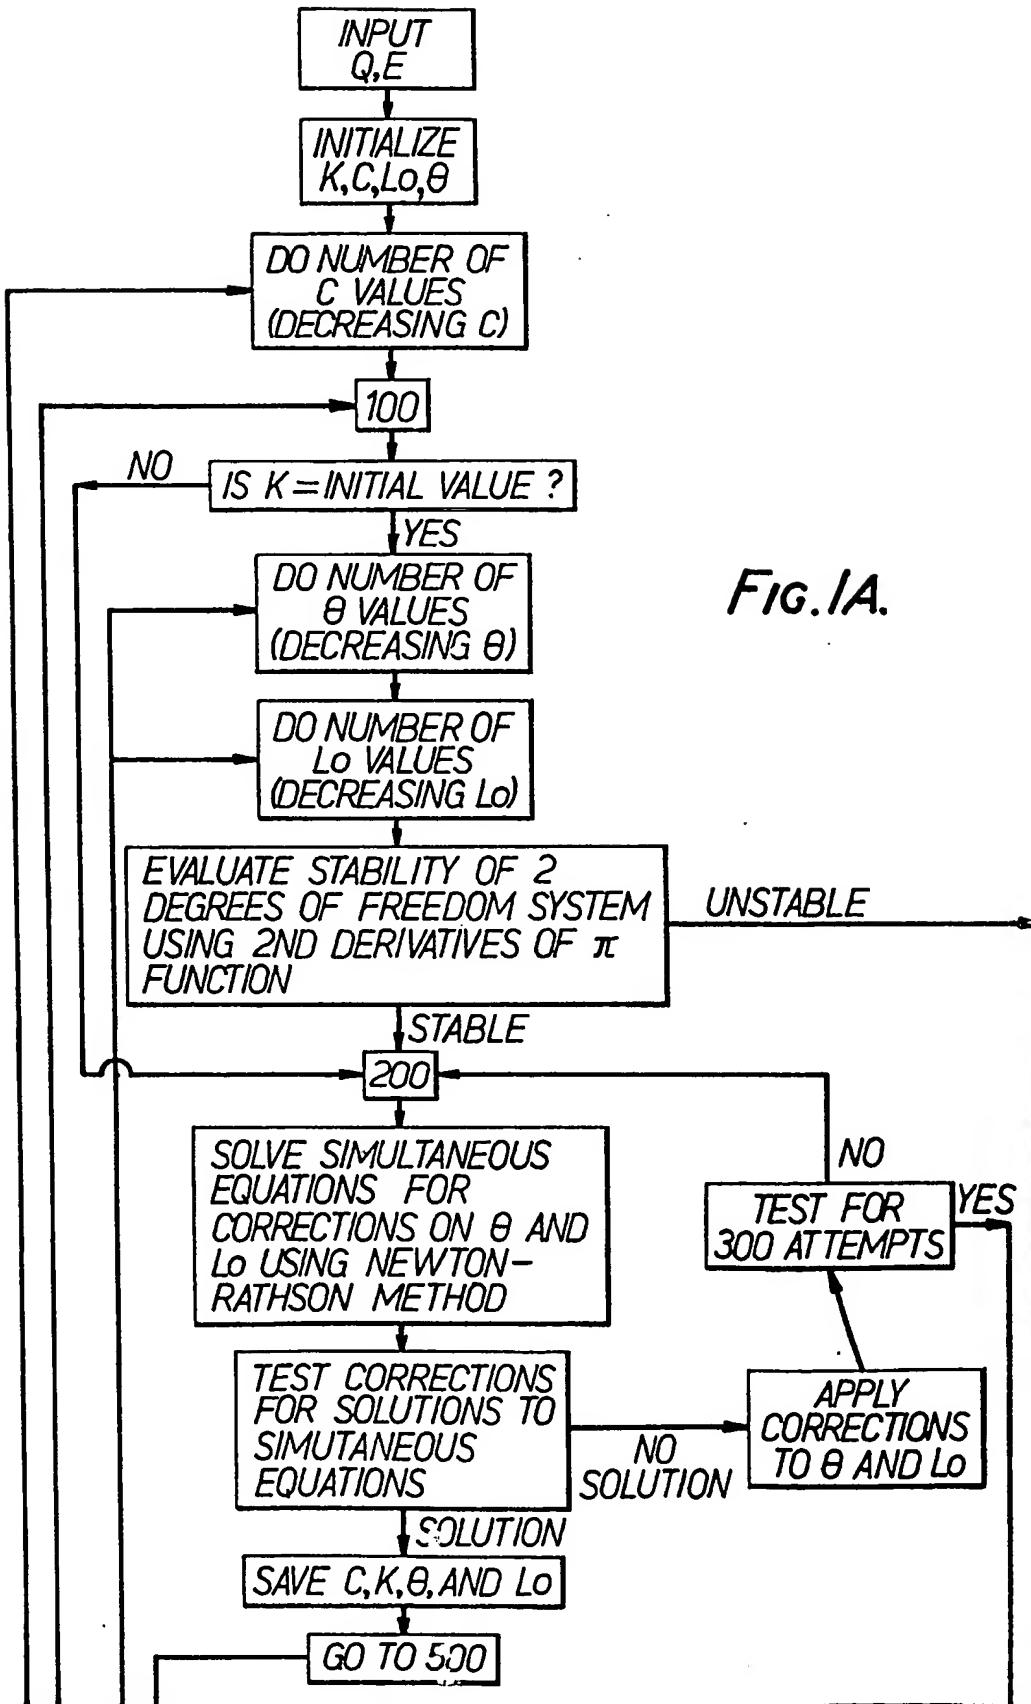 INPUT
Q,E
INITIALIZE
K,C,Lo,θ
DO NUMBER OF
C VALUES
(DECREASING C)
100
NO
IS K=INITIAL VALUE ?
YES
DO NUMBER OF
θ VALUES
(DECREASING θ)
FIG.1A.
DO NUMBER OF
Lo VALUES
(DECREASING Lo)
EVALUATE STABILITY OF 2
DEGREES OF FREEDOM SYSTEM
USING 2ND DERIVATIVES OF π
FUNCTION
UNSTABLE
STABLE
200
SOLVE SIMULTANEOUS
EQUATIONS FOR
CORRECTIONS ON θ AND
Lo USING NEWTON-
RATHSON METHOD
NO
TEST FOR
300 ATTEMPTS
YES
TEST CORRECTIONS
FOR SOLUTIONS TO
SIMUTANEOUS
EQUATIONS
NO
SOLUTION
APPLY
CORRECTIONS
TO θ AND Lo
SOLUTION
SAVE C,K,θ,AND Lo
GO TO 500